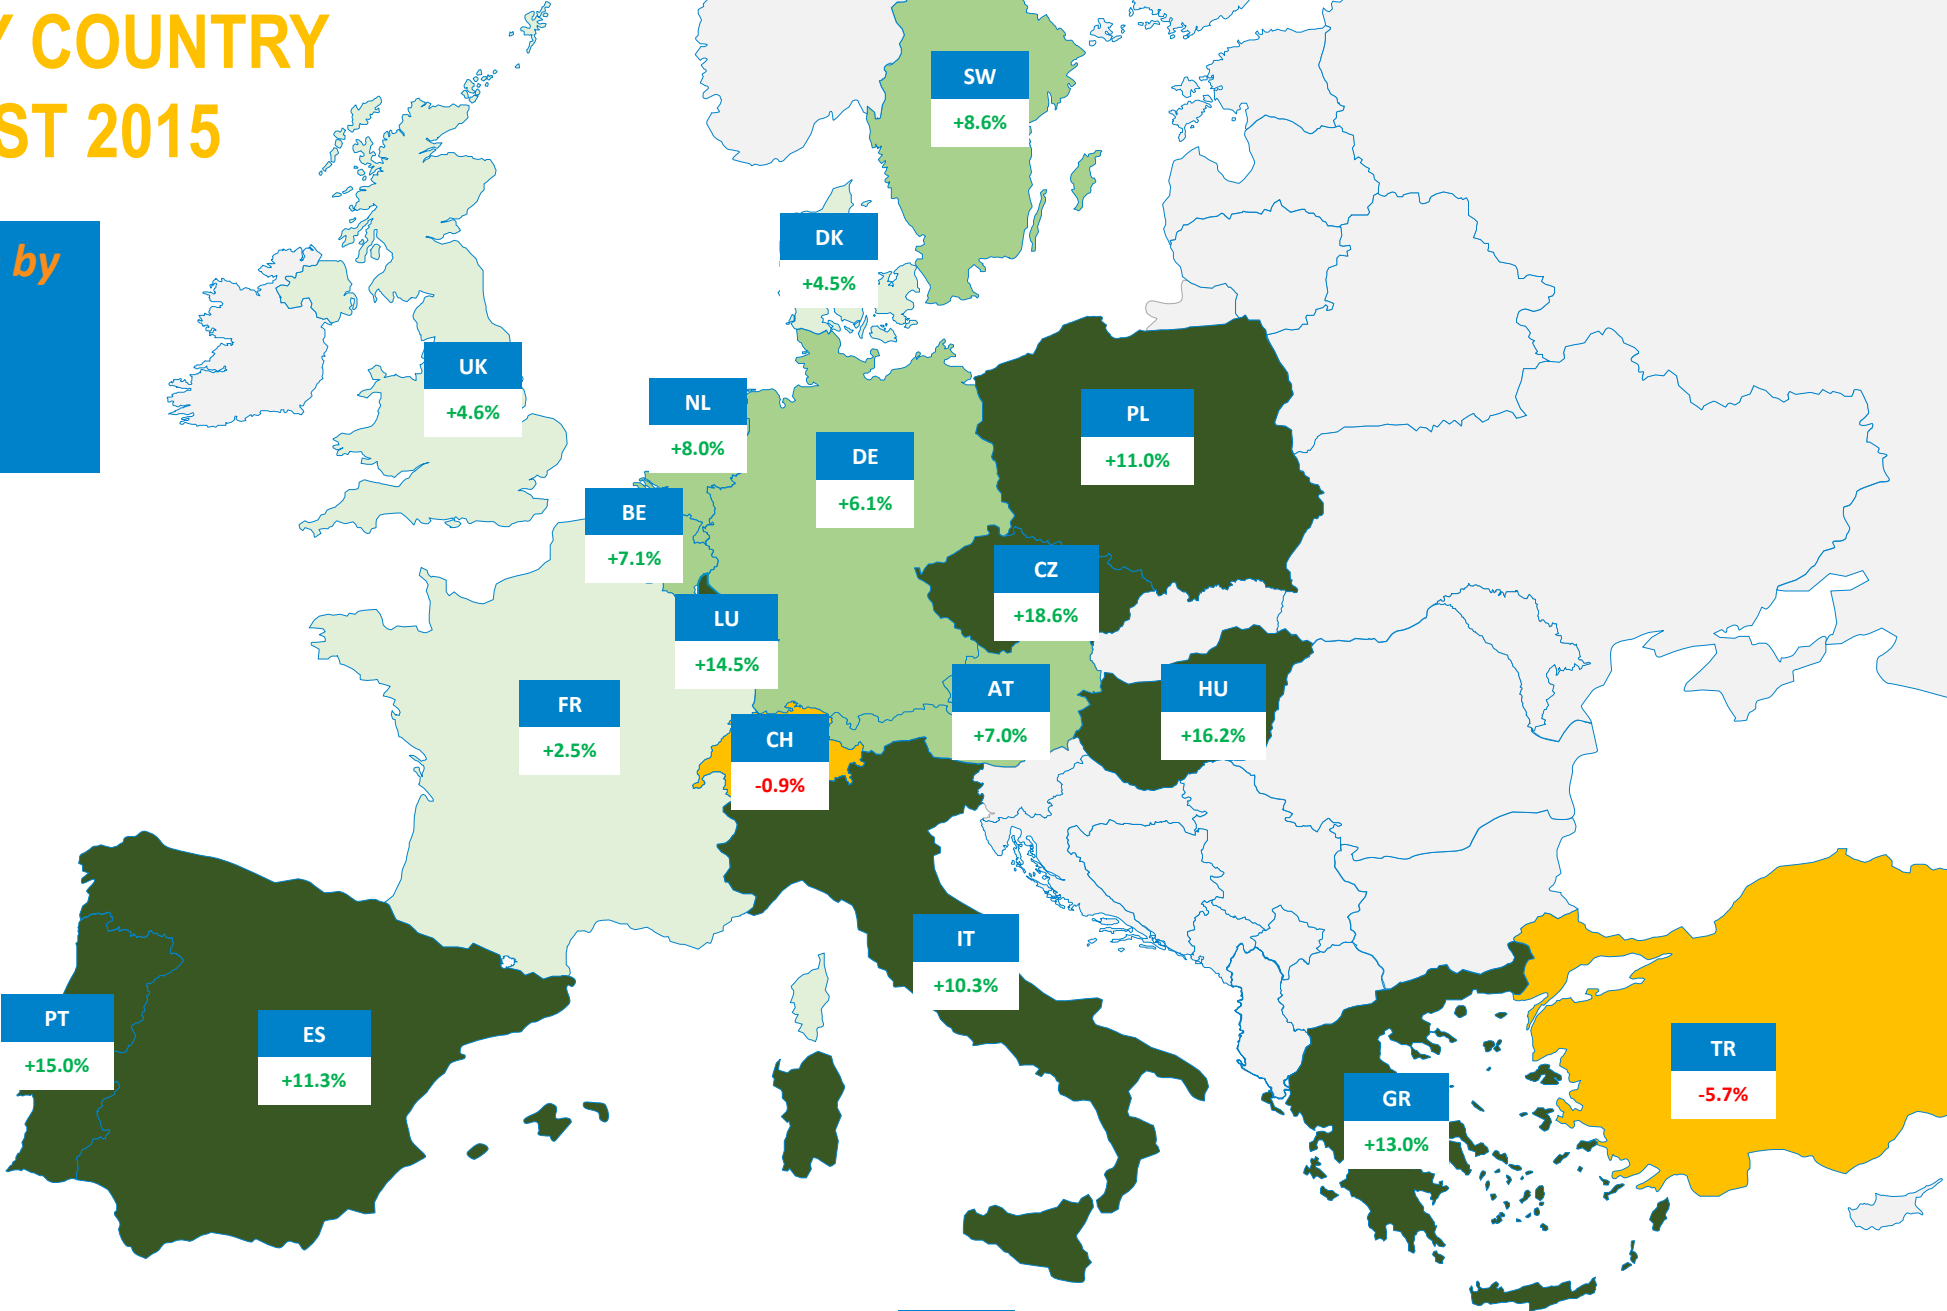 COUNTRY
ST 2015
by
SW
+8.6%
DK
+4.5%
UK
+4.6%
NL
+8.0%
DE
+6.1%
PL
+11.0%
BE
+7.1%
CZ
+18.6%
LU
+14.5%
AT
+7.0%
HU
+16.2%
FR
+2.5%
CH
-0.9%
IT
+10.3%
PT
+15.0%
ES
+11.3%
TR
-5.7%
GR
+13.0%